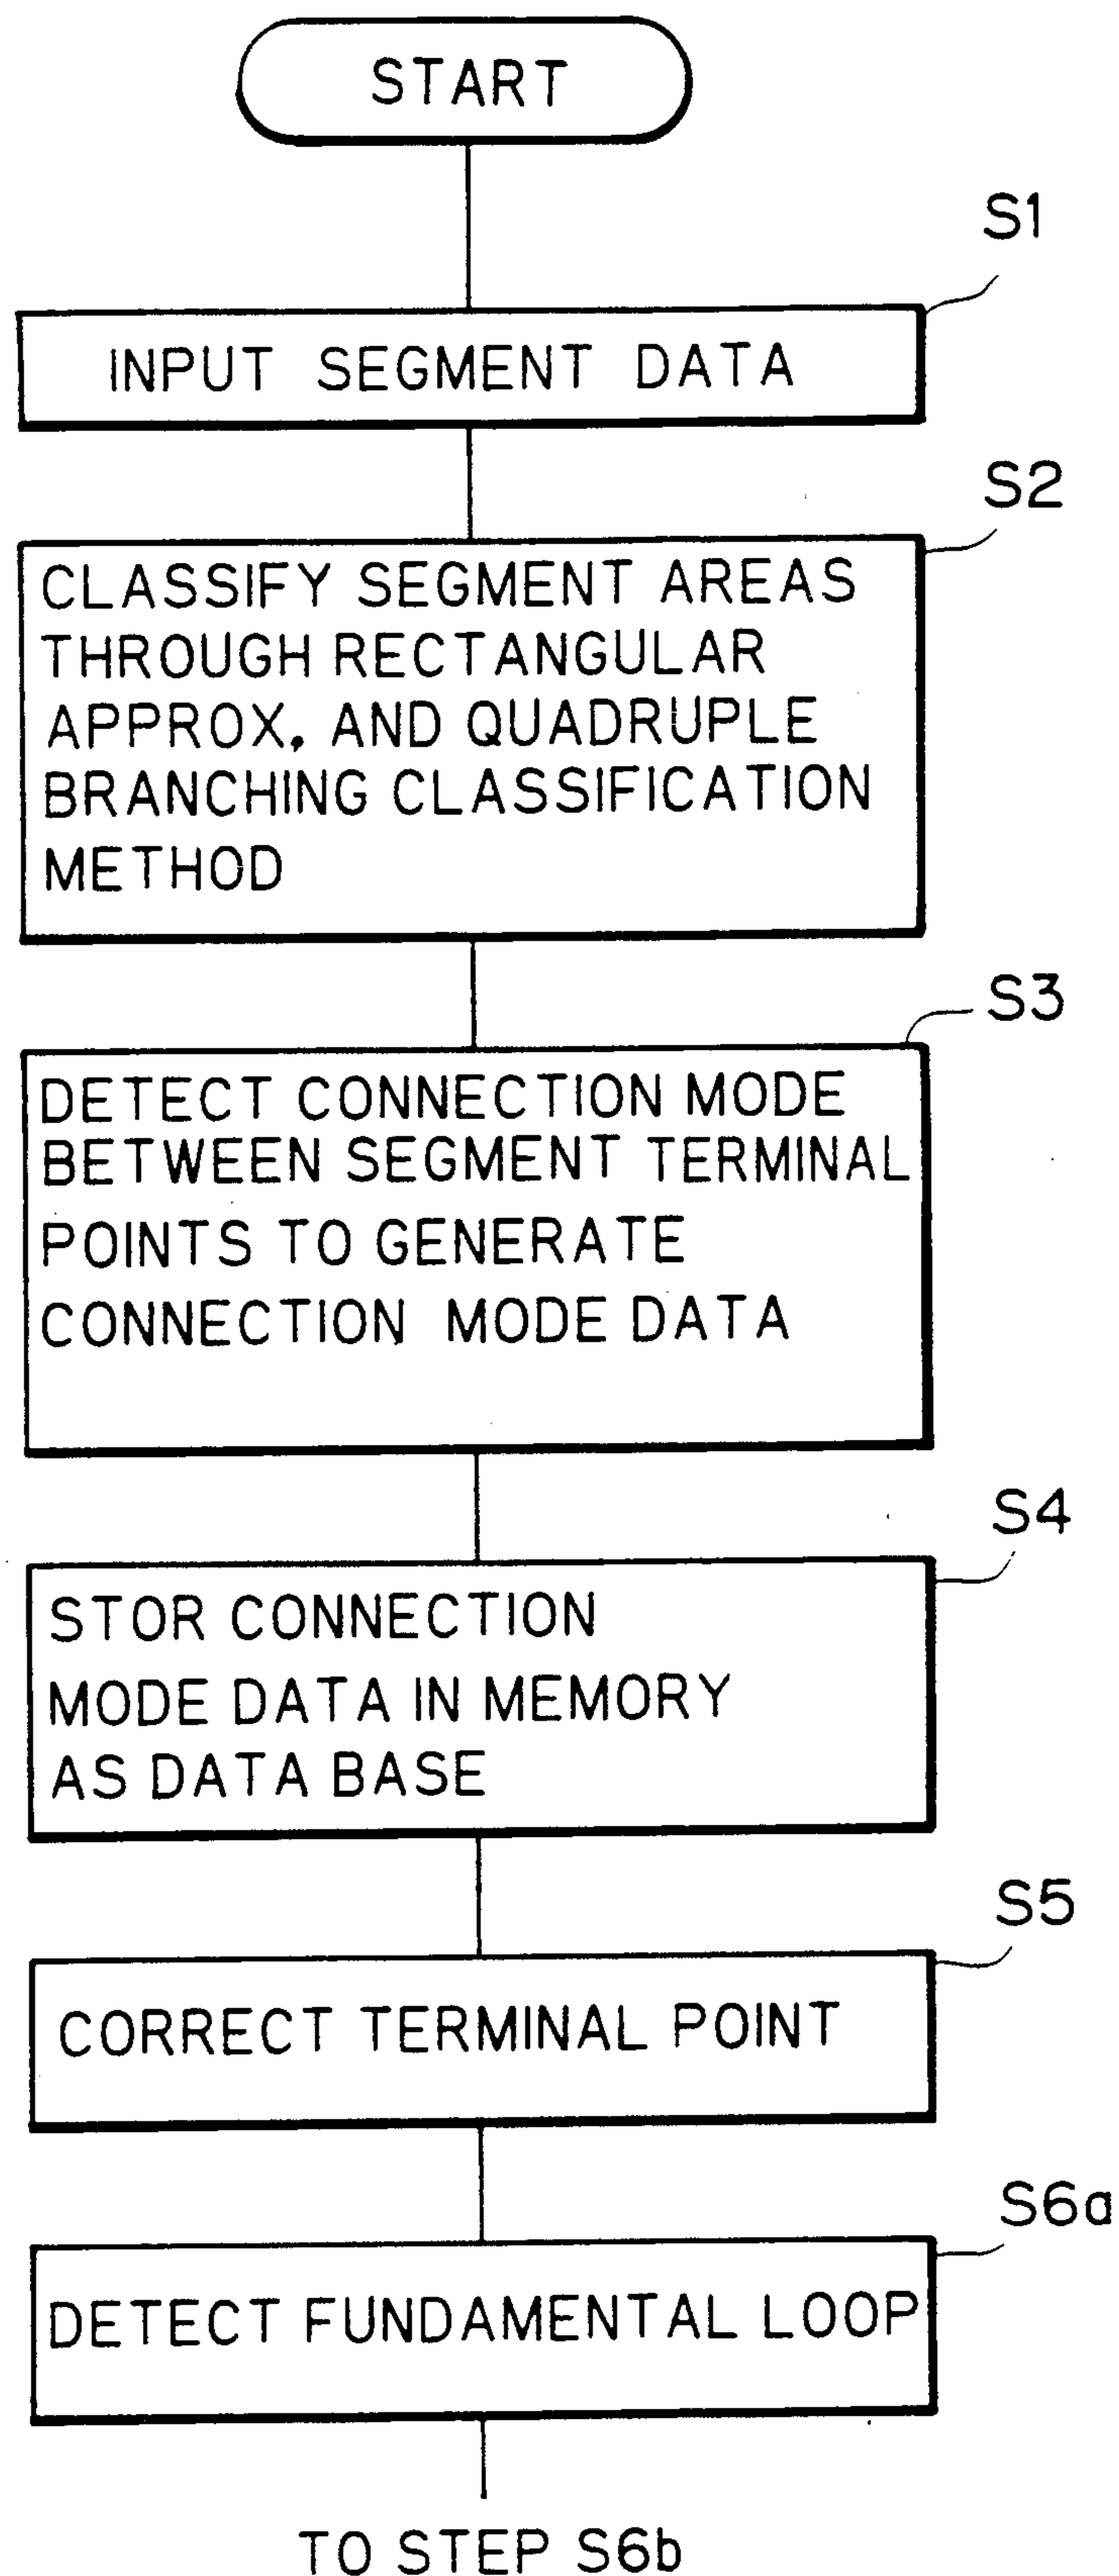 START
S1
INPUT SEGMENT DATA
S2
CLASSIFY SEGMENT AREAS
THROUGH RECTANGULAR
APPROX. AND QUADRUPLE
BRANCHING CLASSIFICATION
METHOD
S3
DETECT CONNECTION MODE
BETWEEN SEGMENT TERMINAL
POINTS TO GENERATE
CONNECTION MODE DATA
S4
STOR CONNECTION
MODE DATA IN MEMORY
AS DATA BASE
S5
CORRECT TERMINAL POINT
S6a
DETECT FUNDAMENTAL LOOP
TO STEP S6b